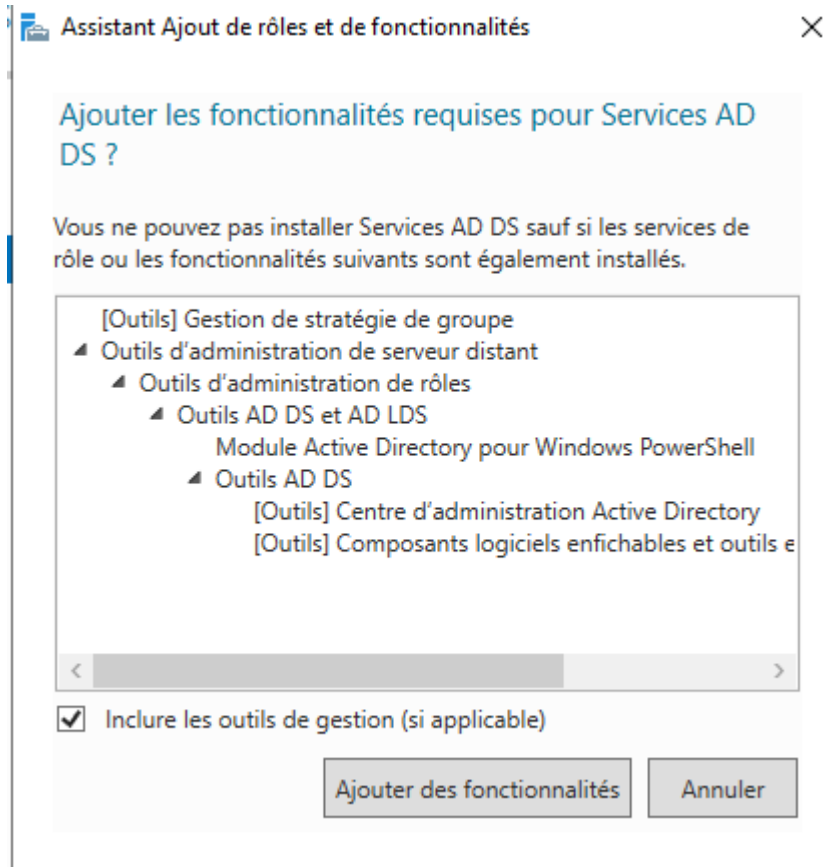 Assistant Ajout de rôles et de fonctionnalités
Ajouter les fonctionnalités requises pour Services AD
DS ?
Vous ne pouvez pas installer Services AD DS sauf si les services de
rôle ou les fonctionnalités suivants sont également installés.
[Outils] Gestion de stratégie de groupe
Outils d’administration de serveur distant
Outils d’administration de rôles
Outils AD DS et AD LDS
Module Active Directory pour Windows PowerShell
Outils AD DS
[Outils] Centre d’administration Active Directory
[Outils] Composants logiciels enfichables et outils e
Inclure les outils de gestion (si applicable)
Ajouter des fonctionnalités
Annuler